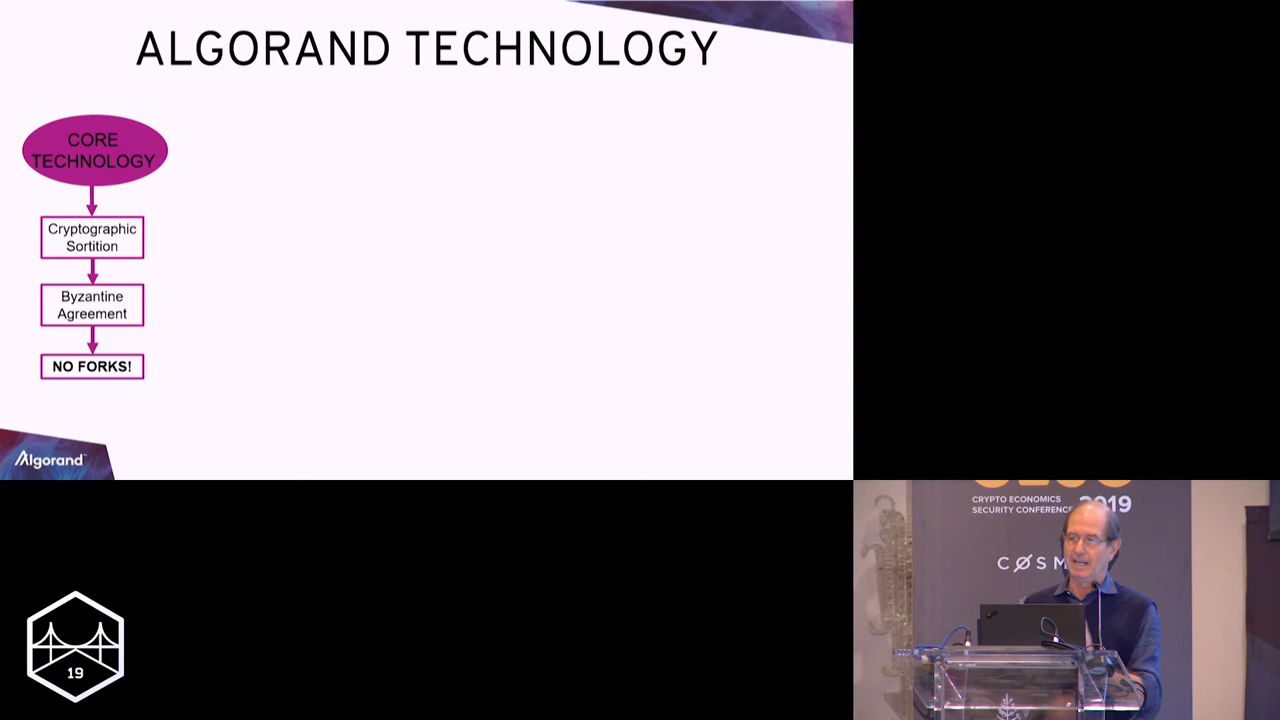 ALGORAND TECHNOLOGY
CORE
TECHNOLOGY
Cryptographic
Sortition
Byzantine
Agreement
NO FORKS!
Algorand
CRYPTO ECONOMICS
SECURITY CONFERENCE
2019
19